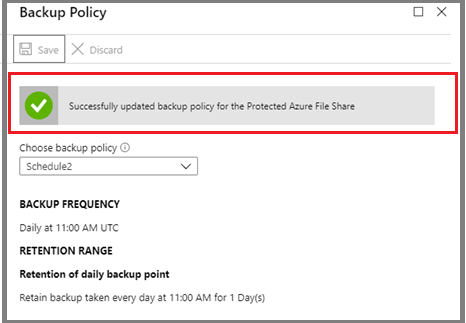 Backup Policy
Save Discard
Successfully updated backup policy for the Protected Azure File Share
Choose backup policy
Schedule2
BACKUP FREQUENCY
Daily at 11:00 AM UTC
RETENTION RANGE
Retention of daily backup point
Retain backup taken every day at 11:00 AM for 1 Day(s)